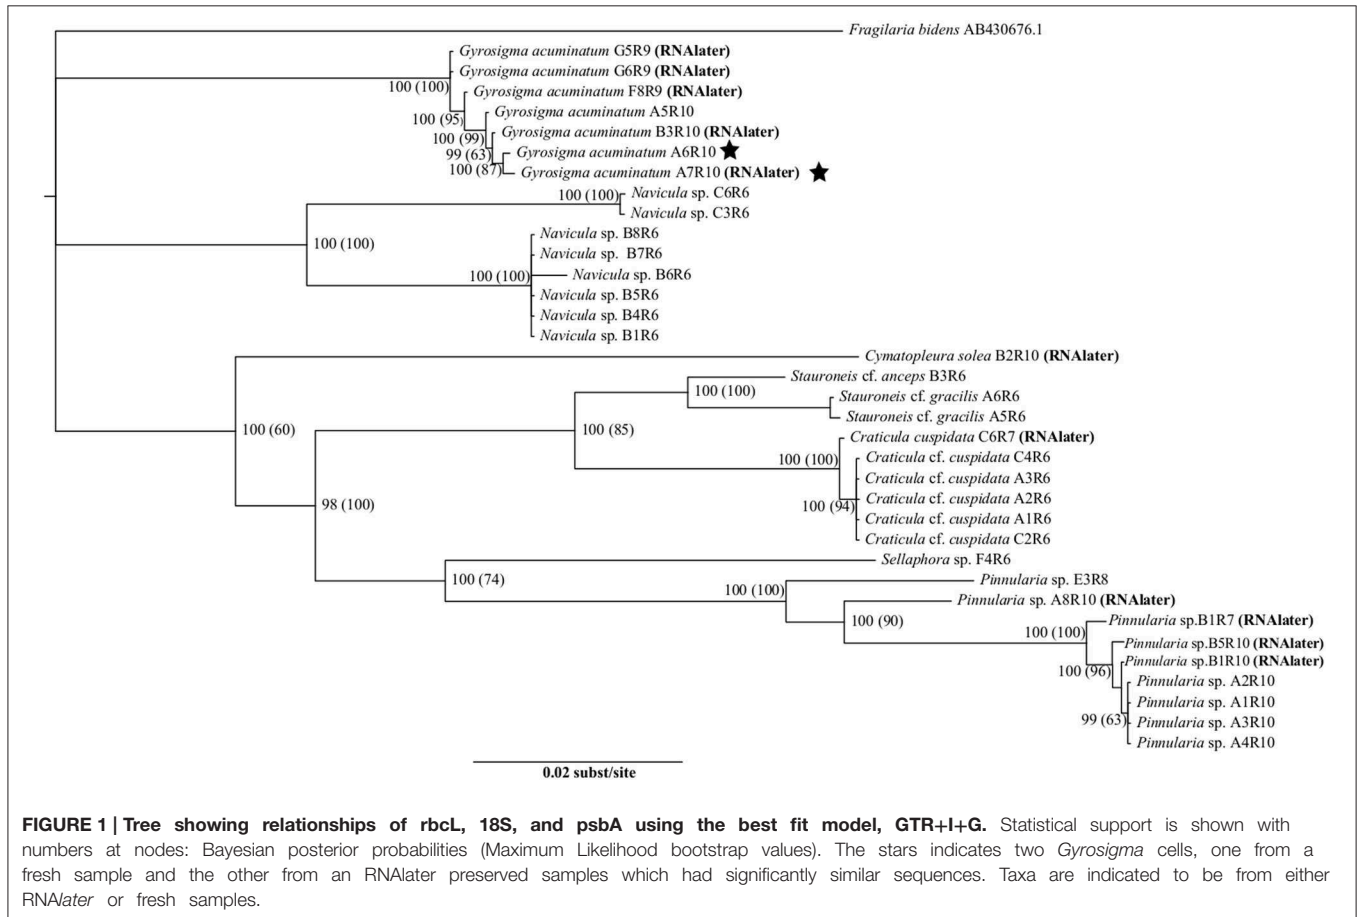 Fragilaria bidens AB430676.1
Gyrosigma acuminatum G5R9 (RNAlater)
Gyrosigma acuminatum G6R9 (RNAlater)
100 (100)
Gyrosigma acuminatum F8R9 (RNAlater)
100 (95)
Gyrosigma acuminatum A5R10
100 (99)
Gyrosigma acuminatum B3R10 (RNAlater)
99 (63)
Gyrosigma acuminatum A6R10
100 (87)
Gyrosigma acuminatum A7R10 (RNAlater)
100 (100)
Navicula sp. C6R6
Navicula sp. C3R6
100 (100)
Navicula sp. B8R6
Navicula sp. B7R6
100 (100)
Navicula sp. B6R6
Navicula sp. B5R6
Navicula sp. B4R6
Navicula sp. B1R6
Cymatopleura solea B2R10 (RNAlater)
Stauroneis cf. anceps B3R6
100 (100)
Stauroneis cf. gracilis A6R6
Stauroneis cf. gracilis A5R6
100 (60)
100 (85)
Craticula cuspidata C6R7 (RNAlater)
100 (100)
Craticula cf. cuspidata C4R6
Craticula cf. cuspidata A3R6
98 (100)
100 (94)
Craticula cf. cuspidata A2R6
Craticula cf. cuspidata A1R6
Craticula cf. cuspidata C2R6
Sellaphora sp. F4R6
100 (74)
100 (100)
Pinnularia sp. E3R8
Pinnularia sp. A8R10 (RNAlater)
100 (90)
100 (100)
Pinnularia sp.B1R7 (RNAlater)
Pinnularia sp.B5R10 (RNAlater)
Pinnularia sp.B1R10 (RNAlater)
100 (96)
Pinnularia sp. A2R10
Pinnularia sp. A1R10
99 (63)
Pinnularia sp. A3R10
Pinnularia sp. A4R10
0.02 subst/site
FIGURE 1 | Tree showing relationships of rbcL, 18S, and psbA using the best fit model, GTR+I+G. Statistical support is shown with
numbers at nodes: Bayesian posterior probabilities (Maximum Likelihood bootstrap values). The stars indicates two Gyrosigma cells, one from a
fresh sample and the other from an RNAlater preserved samples which had significantly similar sequences. Taxa are indicated to be from either
RNAlater or fresh samples.